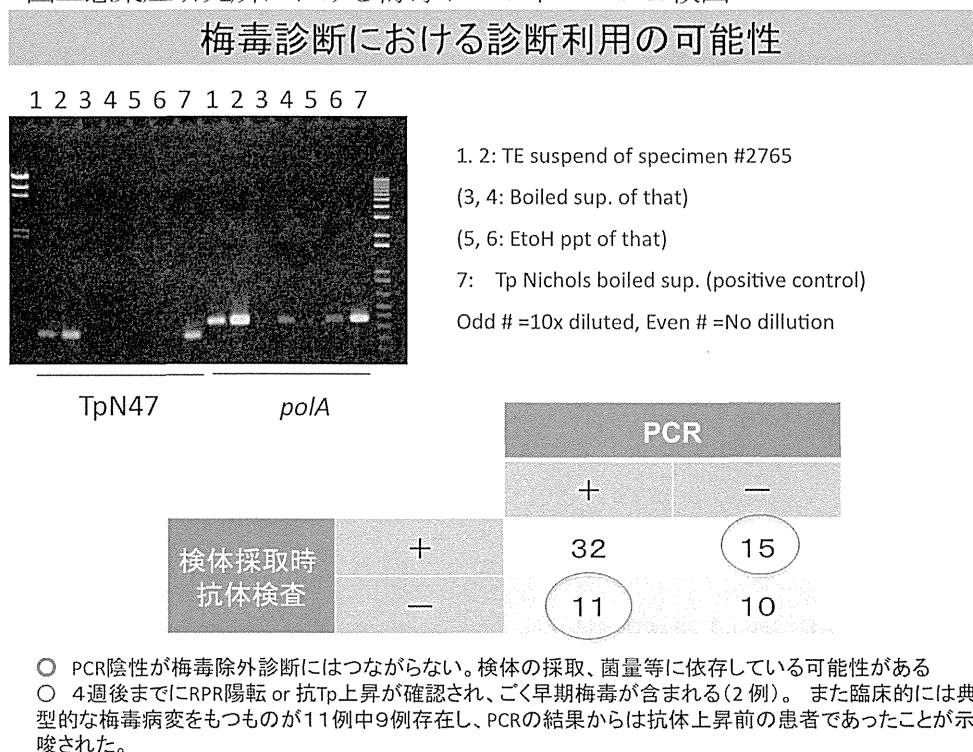 梅毒診断における診断利用の可能性
1 2 3 4 5 6 7 1 2 3 4 5 6 7
1. 2: TE suspend of specimen #2765
(3, 4: Boiled sup. of that)
(5, 6: EtoH ppt of that)
7: Tp Nichols boiled sup. (positive control)
Odd # =10x diluted, Even # =No dillution
TpN47 polA
PCR
+ −
検体採取時
抗体検査
+ 32 15
− 11 10
○ PCR陰性が梅毒除外診断にはつながらない。検体の採取、菌量等に依存している可能性がある
○ 4週後までにRPR陽転 or 抗Tp上昇が確認され、ごく早期梅毒が含まれる(2 例)。 また臨床的には典
型的な梅毒病変をもつものが11例中9例存在し、PCRの結果からは抗体上昇前の患者であったことが示
唆された。